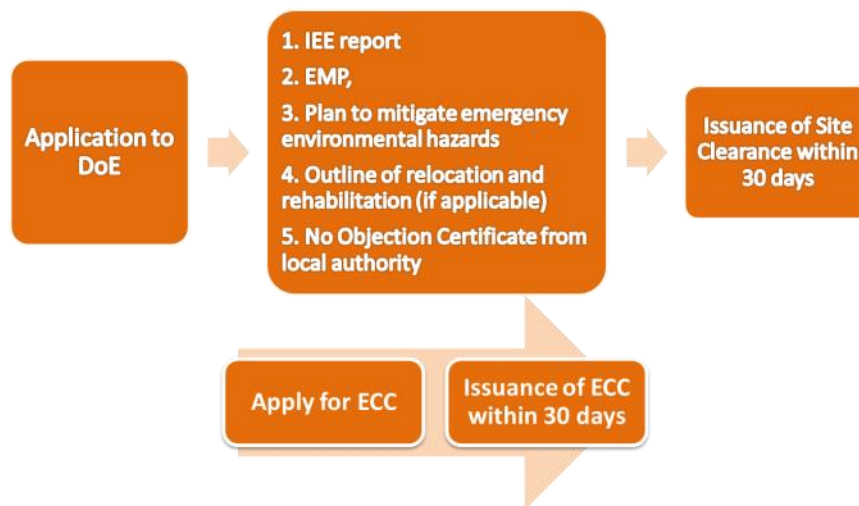 Application to
DoE
1. IEE report
2. EMP,
3. Plan to mitigate emergency
environmental hazards
4. Outline of relocation and
rehabilitation (if applicable)
5. No Objection Certificate from
local authority
Issuance of Site
Clearance within
30 days
Apply for ECC
Issuance of ECC
within 30 days